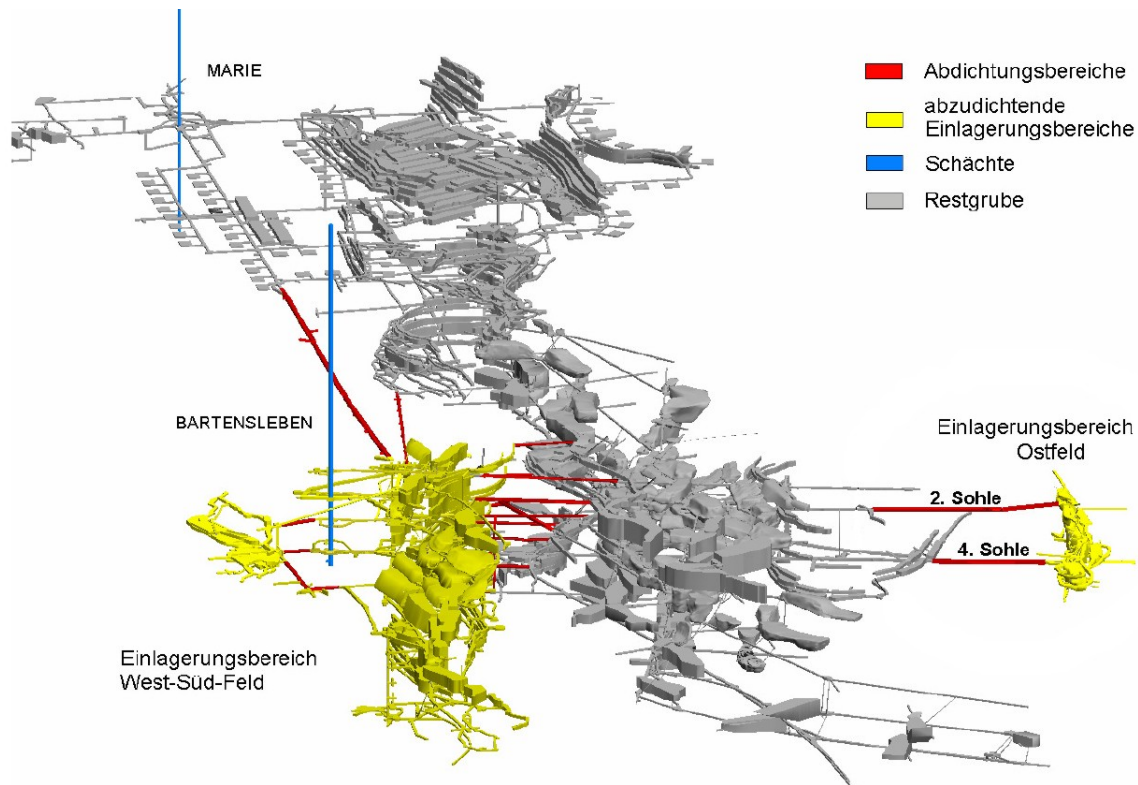 MARIE
Abdichtungsbereiche
abzudichtende
Einlagerungsbereiche
Schächte
Restgrube
BARTENSLEBEN
Einlagerungsbereich
Ostfeld
2. Sohle
4. Sohle
Einlagerungsbereich
West-Süd-Feld